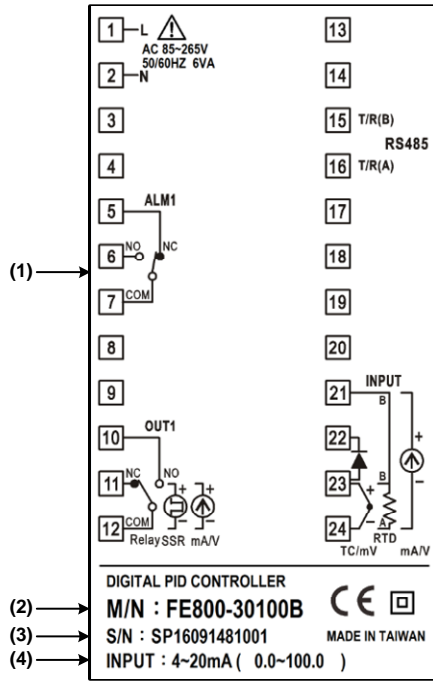 1 L
AC 85~265V
50/60HZ 6VA
2 N
3
4
5 ALM1
(1)
6 NO NC
7 COM
8
9
10 OUT1
11 NC NO
12 COM
Relay SSR mA/V
13
14
15 T/R(B)
RS485
16 T/R(A)
17
18
19
20
21 INPUT
B
22
23 B
24 A
RTD
TC/mV mA/V
DIGITAL PID CONTROLLER
(2) M/N : FE800-30100B
CE
(3) S/N : SP16091481001
MADE IN TAIWAN
(4) INPUT : 4~20mA ( 0.0~100.0 )